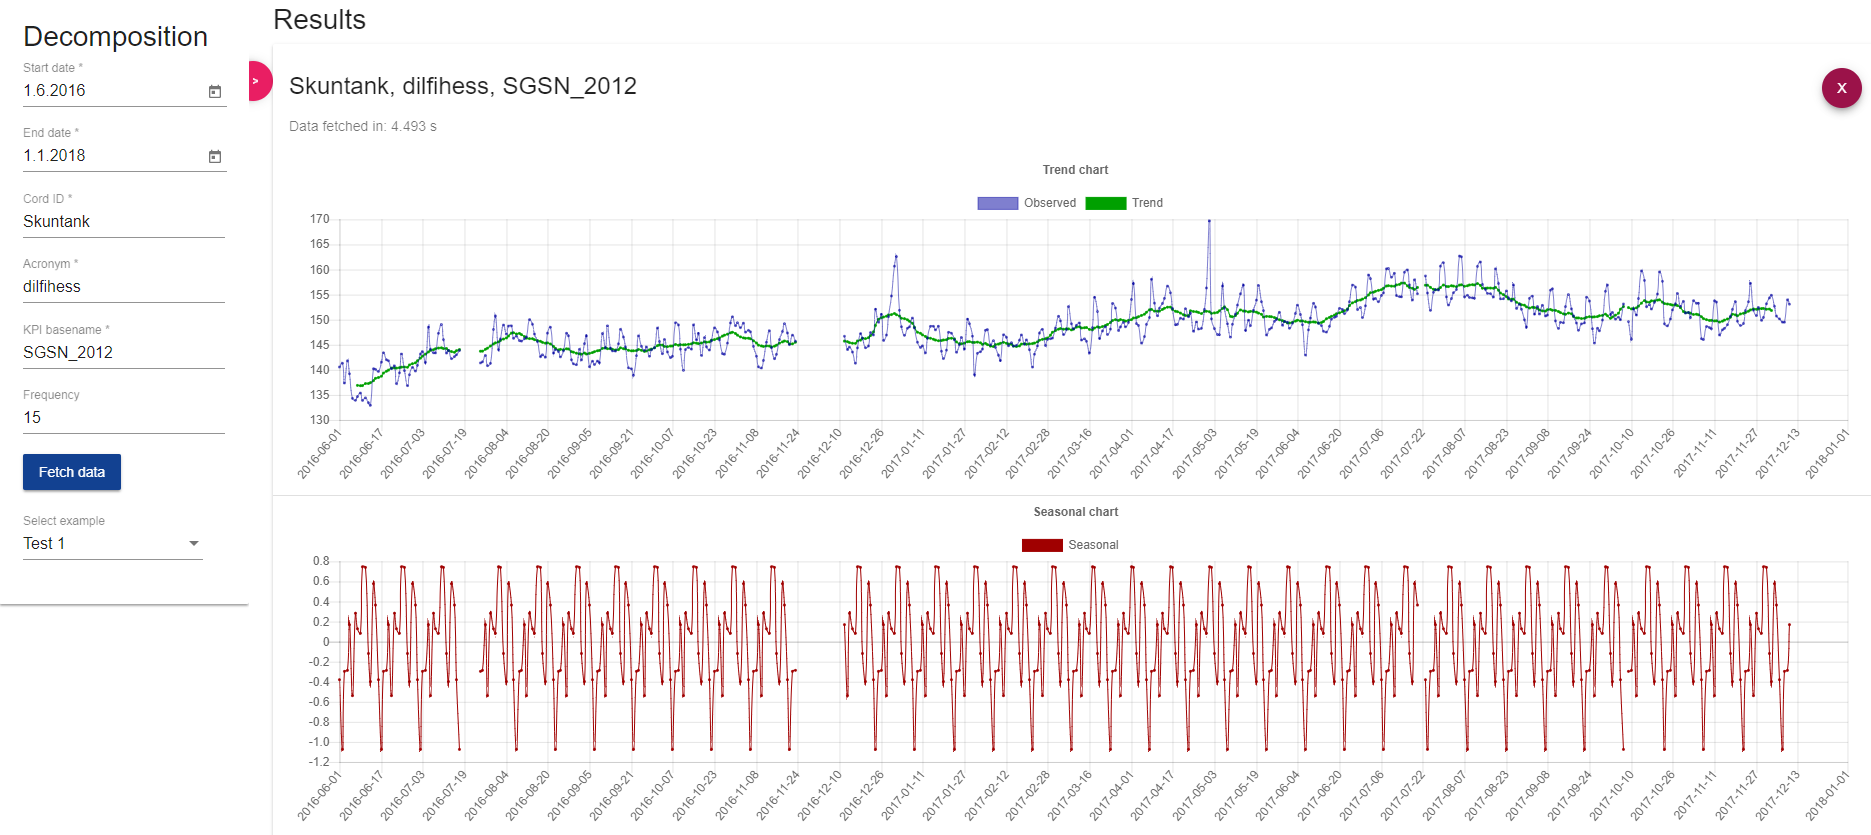 Decomposition
Start date *
1.6.2016
End date *
1.1.2018
Cord ID *
Skuntank
Acronym *
dilfihess
KPI basename *
SGSN_2012
Frequency
15
Fetch data
Select example
Test 1
>
Results
Skuntank, dilfihess, SGSN_2012
X
Data fetched in: 4.493 s
Trend chart
Observed Trend
170
165
160
155
150
145
140
135
130
2016-06-01 2016-06-17 2016-07-03 2016-07-19 2016-08-04 2016-08-20 2016-09-05 2016-09-21 2016-10-07 2016-10-23 2016-11-08 2016-11-24 2016-12-10 2016-12-26 2017-01-11 2017-01-27 2017-02-12 2017-02-28 2017-03-16 2017-04-01 2017-04-17 2017-05-03 2017-05-19 2017-06-04 2017-06-20 2017-07-06 2017-07-22 2017-08-07 2017-08-23 2017-09-08 2017-09-24 2017-10-10 2017-10-26 2017-11-11 2017-11-27 2017-12-13 2018-01-01
Seasonal chart
Seasonal
0.8
0.6
0.4
0.2
0
-0.2
-0.4
-0.6
-0.8
-1.0
-1.2
2016-06-01 2016-06-17 2016-07-03 2016-07-19 2016-08-04 2016-08-20 2016-09-05 2016-09-21 2016-10-07 2016-10-23 2016-11-08 2016-11-24 2016-12-10 2016-12-26 2017-01-11 2017-01-27 2017-02-12 2017-02-28 2017-03-16 2017-04-01 2017-04-17 2017-05-03 2017-05-19 2017-06-04 2017-06-20 2017-07-06 2017-07-22 2017-08-07 2017-08-23 2017-09-08 2017-09-24 2017-10-10 2017-10-26 2017-11-11 2017-11-27 2017-12-13 2018-01-01